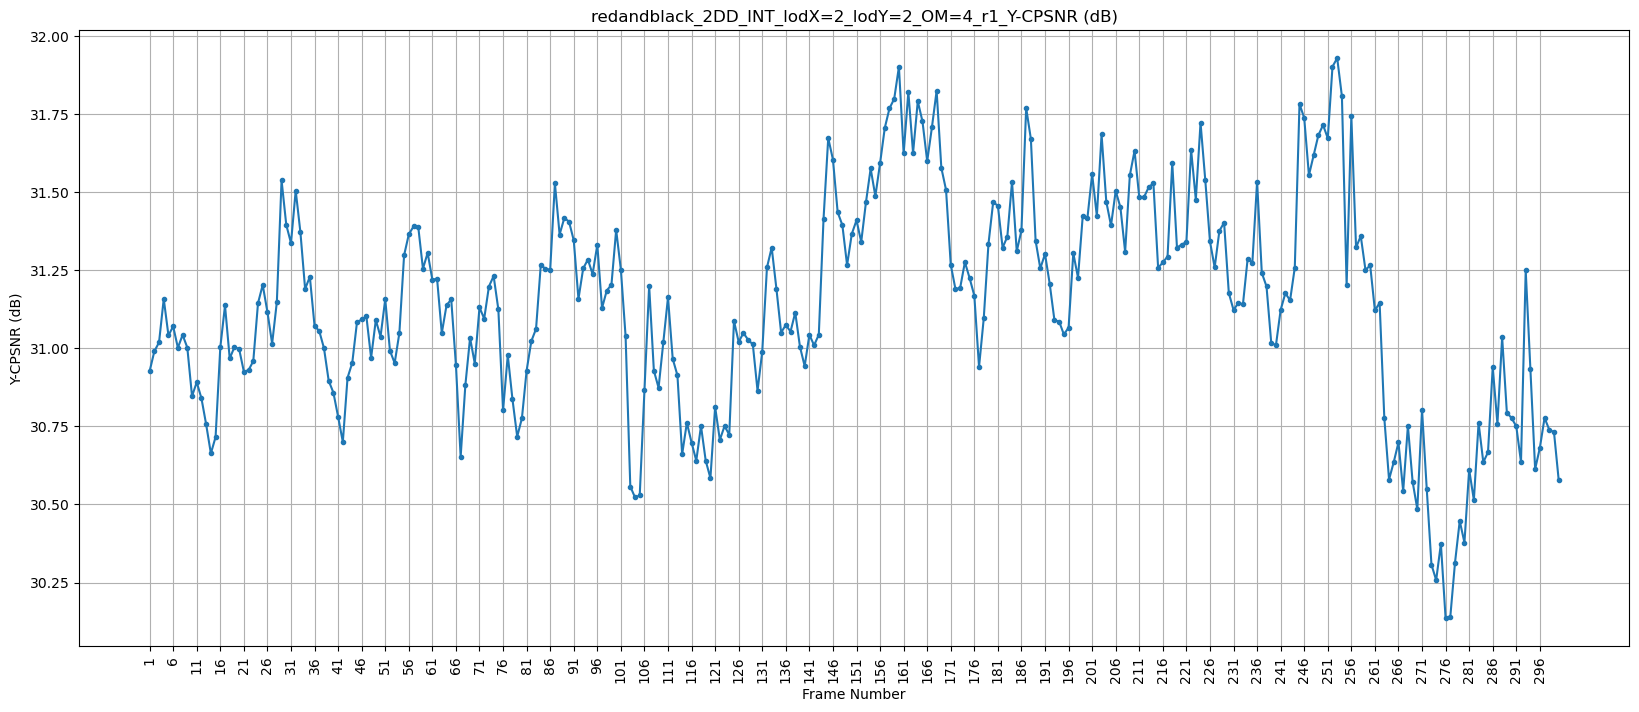 redandblack_2DD_INT_lodX=2_lodY=2_OM=4_r1_Y-CPSNR (dB)
Y-CPSNR (dB)
32.00
31.75
31.50
31.25
31.00
30.75
30.50
30.25
1 6 11 16 21 26 31 36 41 46 51 56 61 66 71 76 81 86 91 96 101 106 111 116 121 126 131 136 141 146 151 156 161 166 171 176 181 186 191 196 201 206 211 216 221 226 231 236 241 246 251 256 261 266 271 276 281 286 291 296
Frame Number